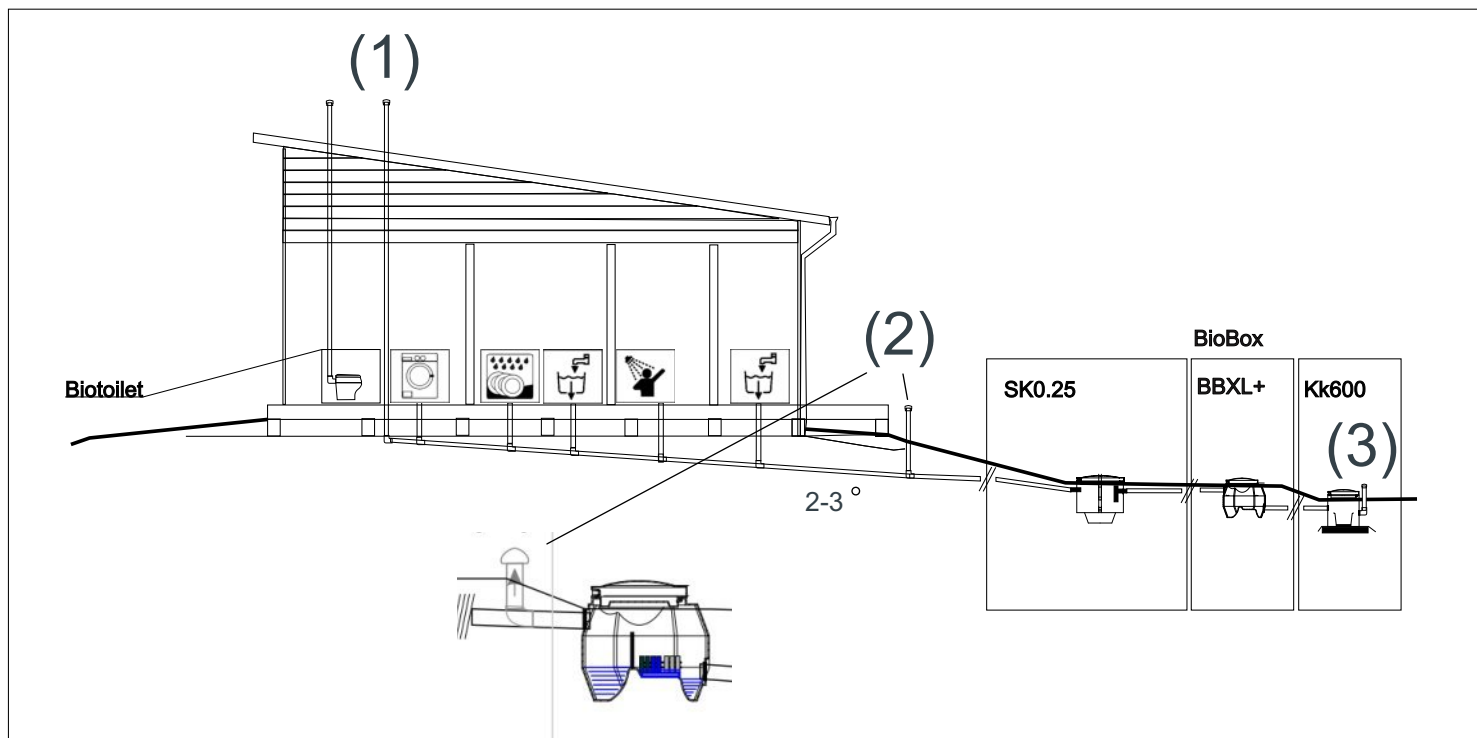 (1)
(2)
BioBox
Biotoilet
SK0.25
BBXL+
Kk600
(3)
2-3°